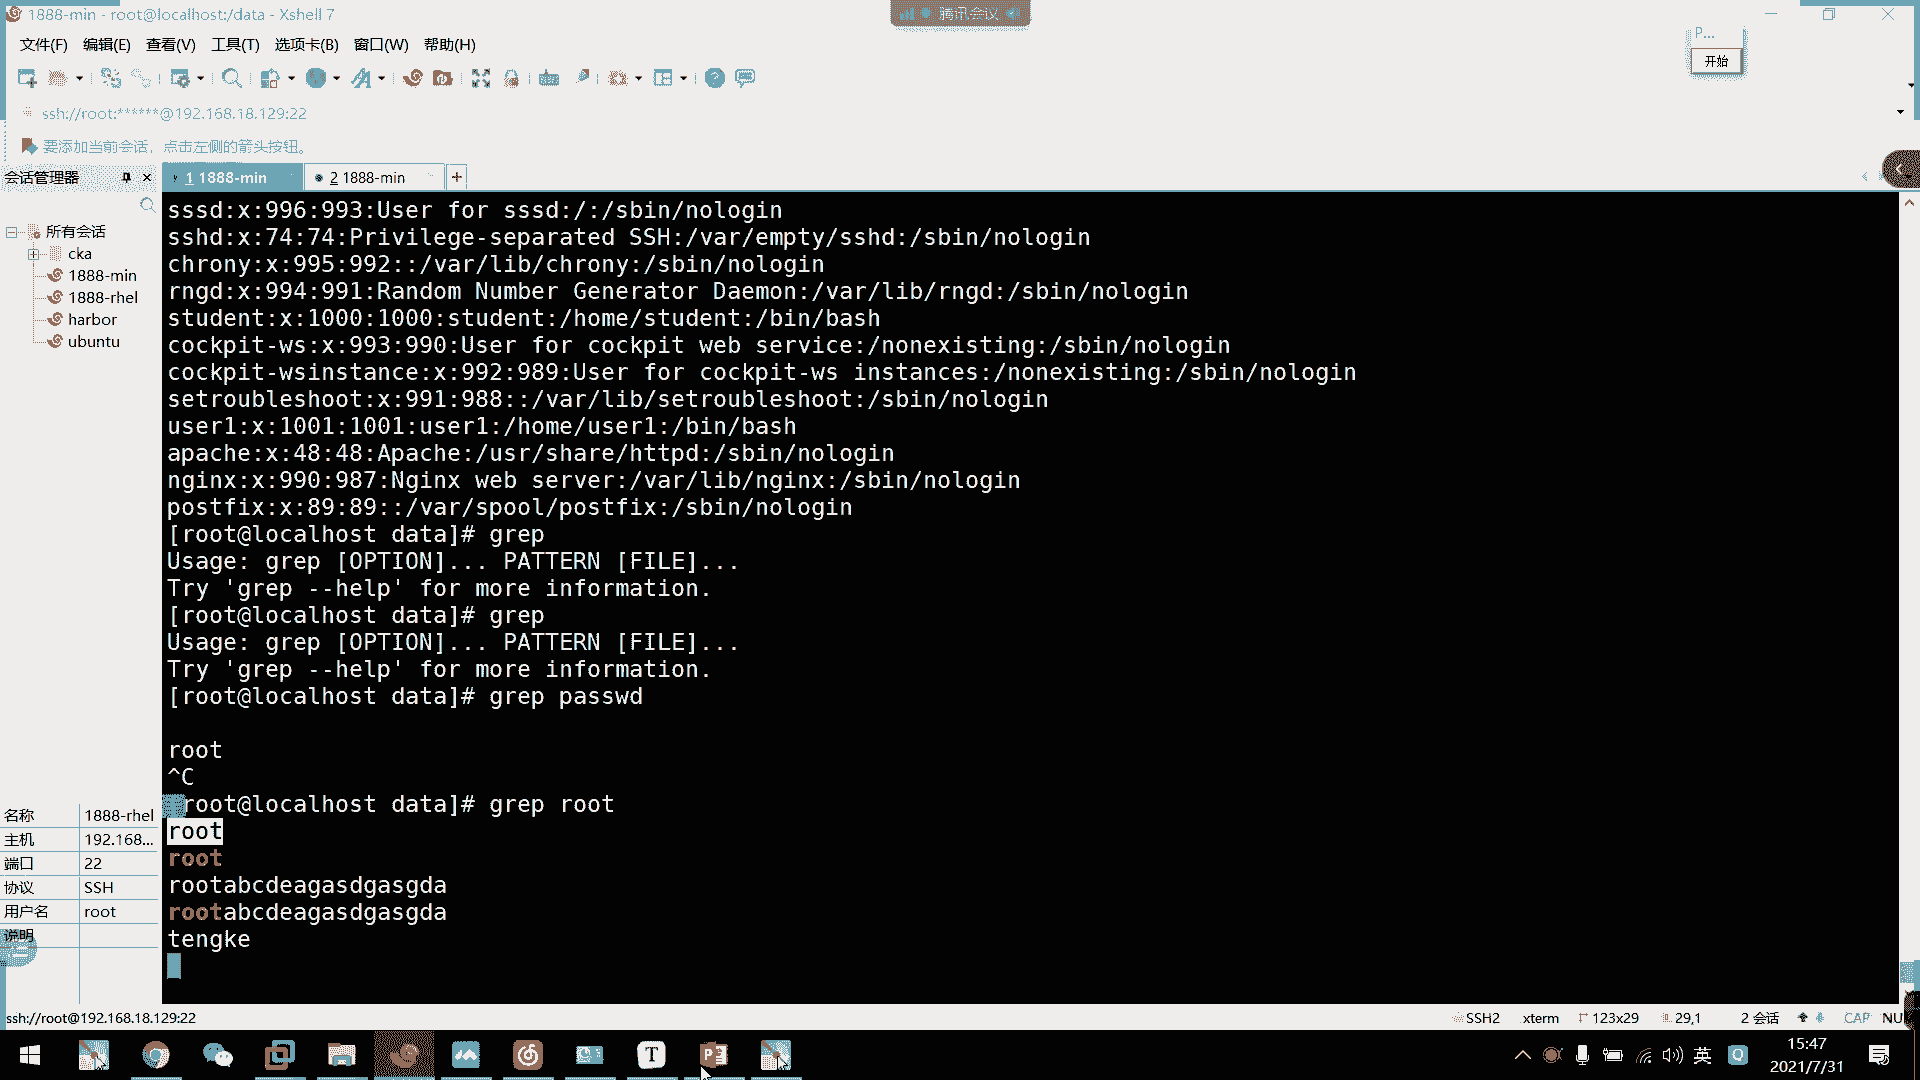 1888-min - root@localhost:/data - Xshell 7
腾讯会议
P...
开始
文件(F) 编辑(E) 查看(V) 工具(T) 选项卡(B) 窗口(W) 帮助(H)
ssh://root:******@192.168.18.129:22
要添加当前会话，点击左侧的箭头按钮。
会话管理器
1 1888-min
2 1888-min
+
所有会话
cka
1888-min
1888-rhel
harbor
ubuntu
sssd:x:996:993:User for sssd:/:/sbin/nologin
sshd:x:74:74:Privilege-separated SSH:/var/empty/sshd:/sbin/nologin
chrony:x:995:992::/var/lib/chrony:/sbin/nologin
rngd:x:994:991:Random Number Generator Daemon:/var/lib/rngd:/sbin/nologin
student:x:1000:1000:student:/home/student:/bin/bash
cockpit-ws:x:993:990:User for cockpit web service:/nonexisting:/sbin/nologin
cockpit-wsinstance:x:992:989:User for cockpit-ws instances:/nonexisting:/sbin/nologin
setroubleshoot:x:991:988::/var/lib/setroubleshoot:/sbin/nologin
user1:x:1001:1001:user1:/home/user1:/bin/bash
apache:x:48:48:Apache:/usr/share/httpd:/sbin/nologin
nginx:x:990:987:Nginx web server:/var/lib/nginx:/sbin/nologin
postfix:x:89:89::/var/spool/postfix:/sbin/nologin
[root@localhost data]# grep
Usage: grep [OPTION]... PATTERN [FILE]...
Try 'grep --help' for more information.
[root@localhost data]# grep
Usage: grep [OPTION]... PATTERN [FILE]...
Try 'grep --help' for more information.
[root@localhost data]# grep passwd
root
^C
root@localhost data]# grep root
root
root
rootabcdeagasdgasgda
rootabcdeagasdgasgda
tengke
名称 1888-rhel
主机 192.168...
端口 22
协议 SSH
用户名 root
说明
ssh://root@192.168.18.129:22
SSH2 xterm 123x29 29,1 2 会话 CAP NU
英
15:47
2021/7/31